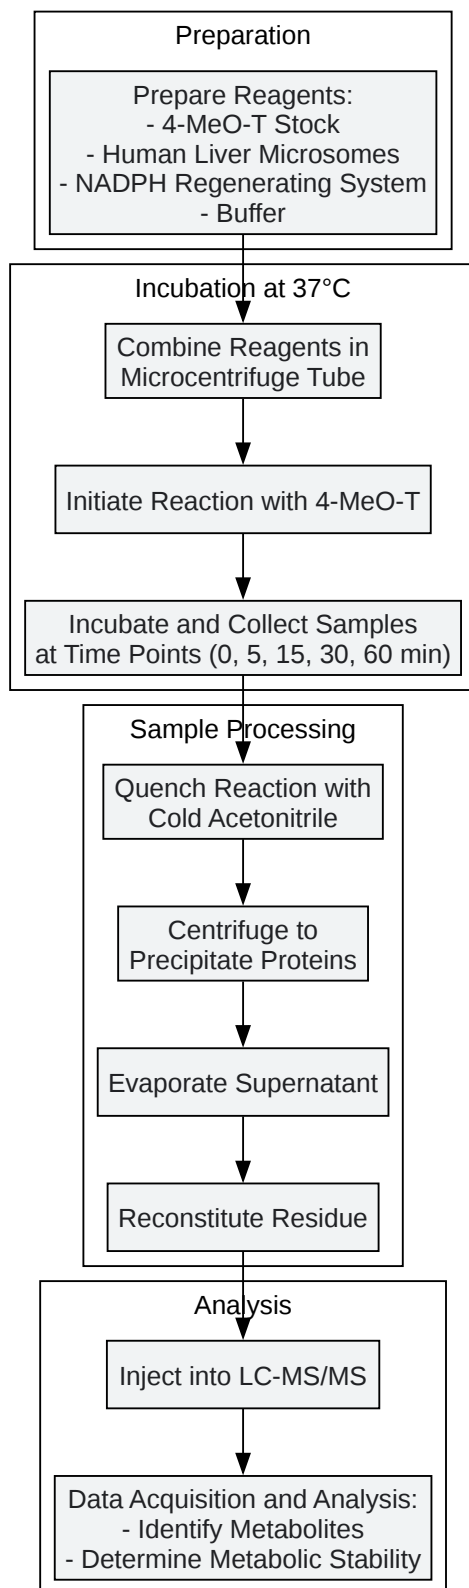 Preparation
Prepare Reagents:
- 4-MeO-T Stock
- Human Liver Microsomes
- NADPH Regenerating System
- Buffer
Incubation at 37°C
Combine Reagents in
Microcentrifuge Tube
Initiate Reaction with 4-MeO-T
Incubate and Collect Samples
at Time Points (0, 5, 15, 30, 60 min)
Sample Processing
Quench Reaction with
Cold Acetonitrile
Centrifuge to
Precipitate Proteins
Evaporate Supernatant
Reconstitute Residue
Analysis
Inject into LC-MS/MS
Data Acquisition and Analysis:
- Identify Metabolites
- Determine Metabolic Stability